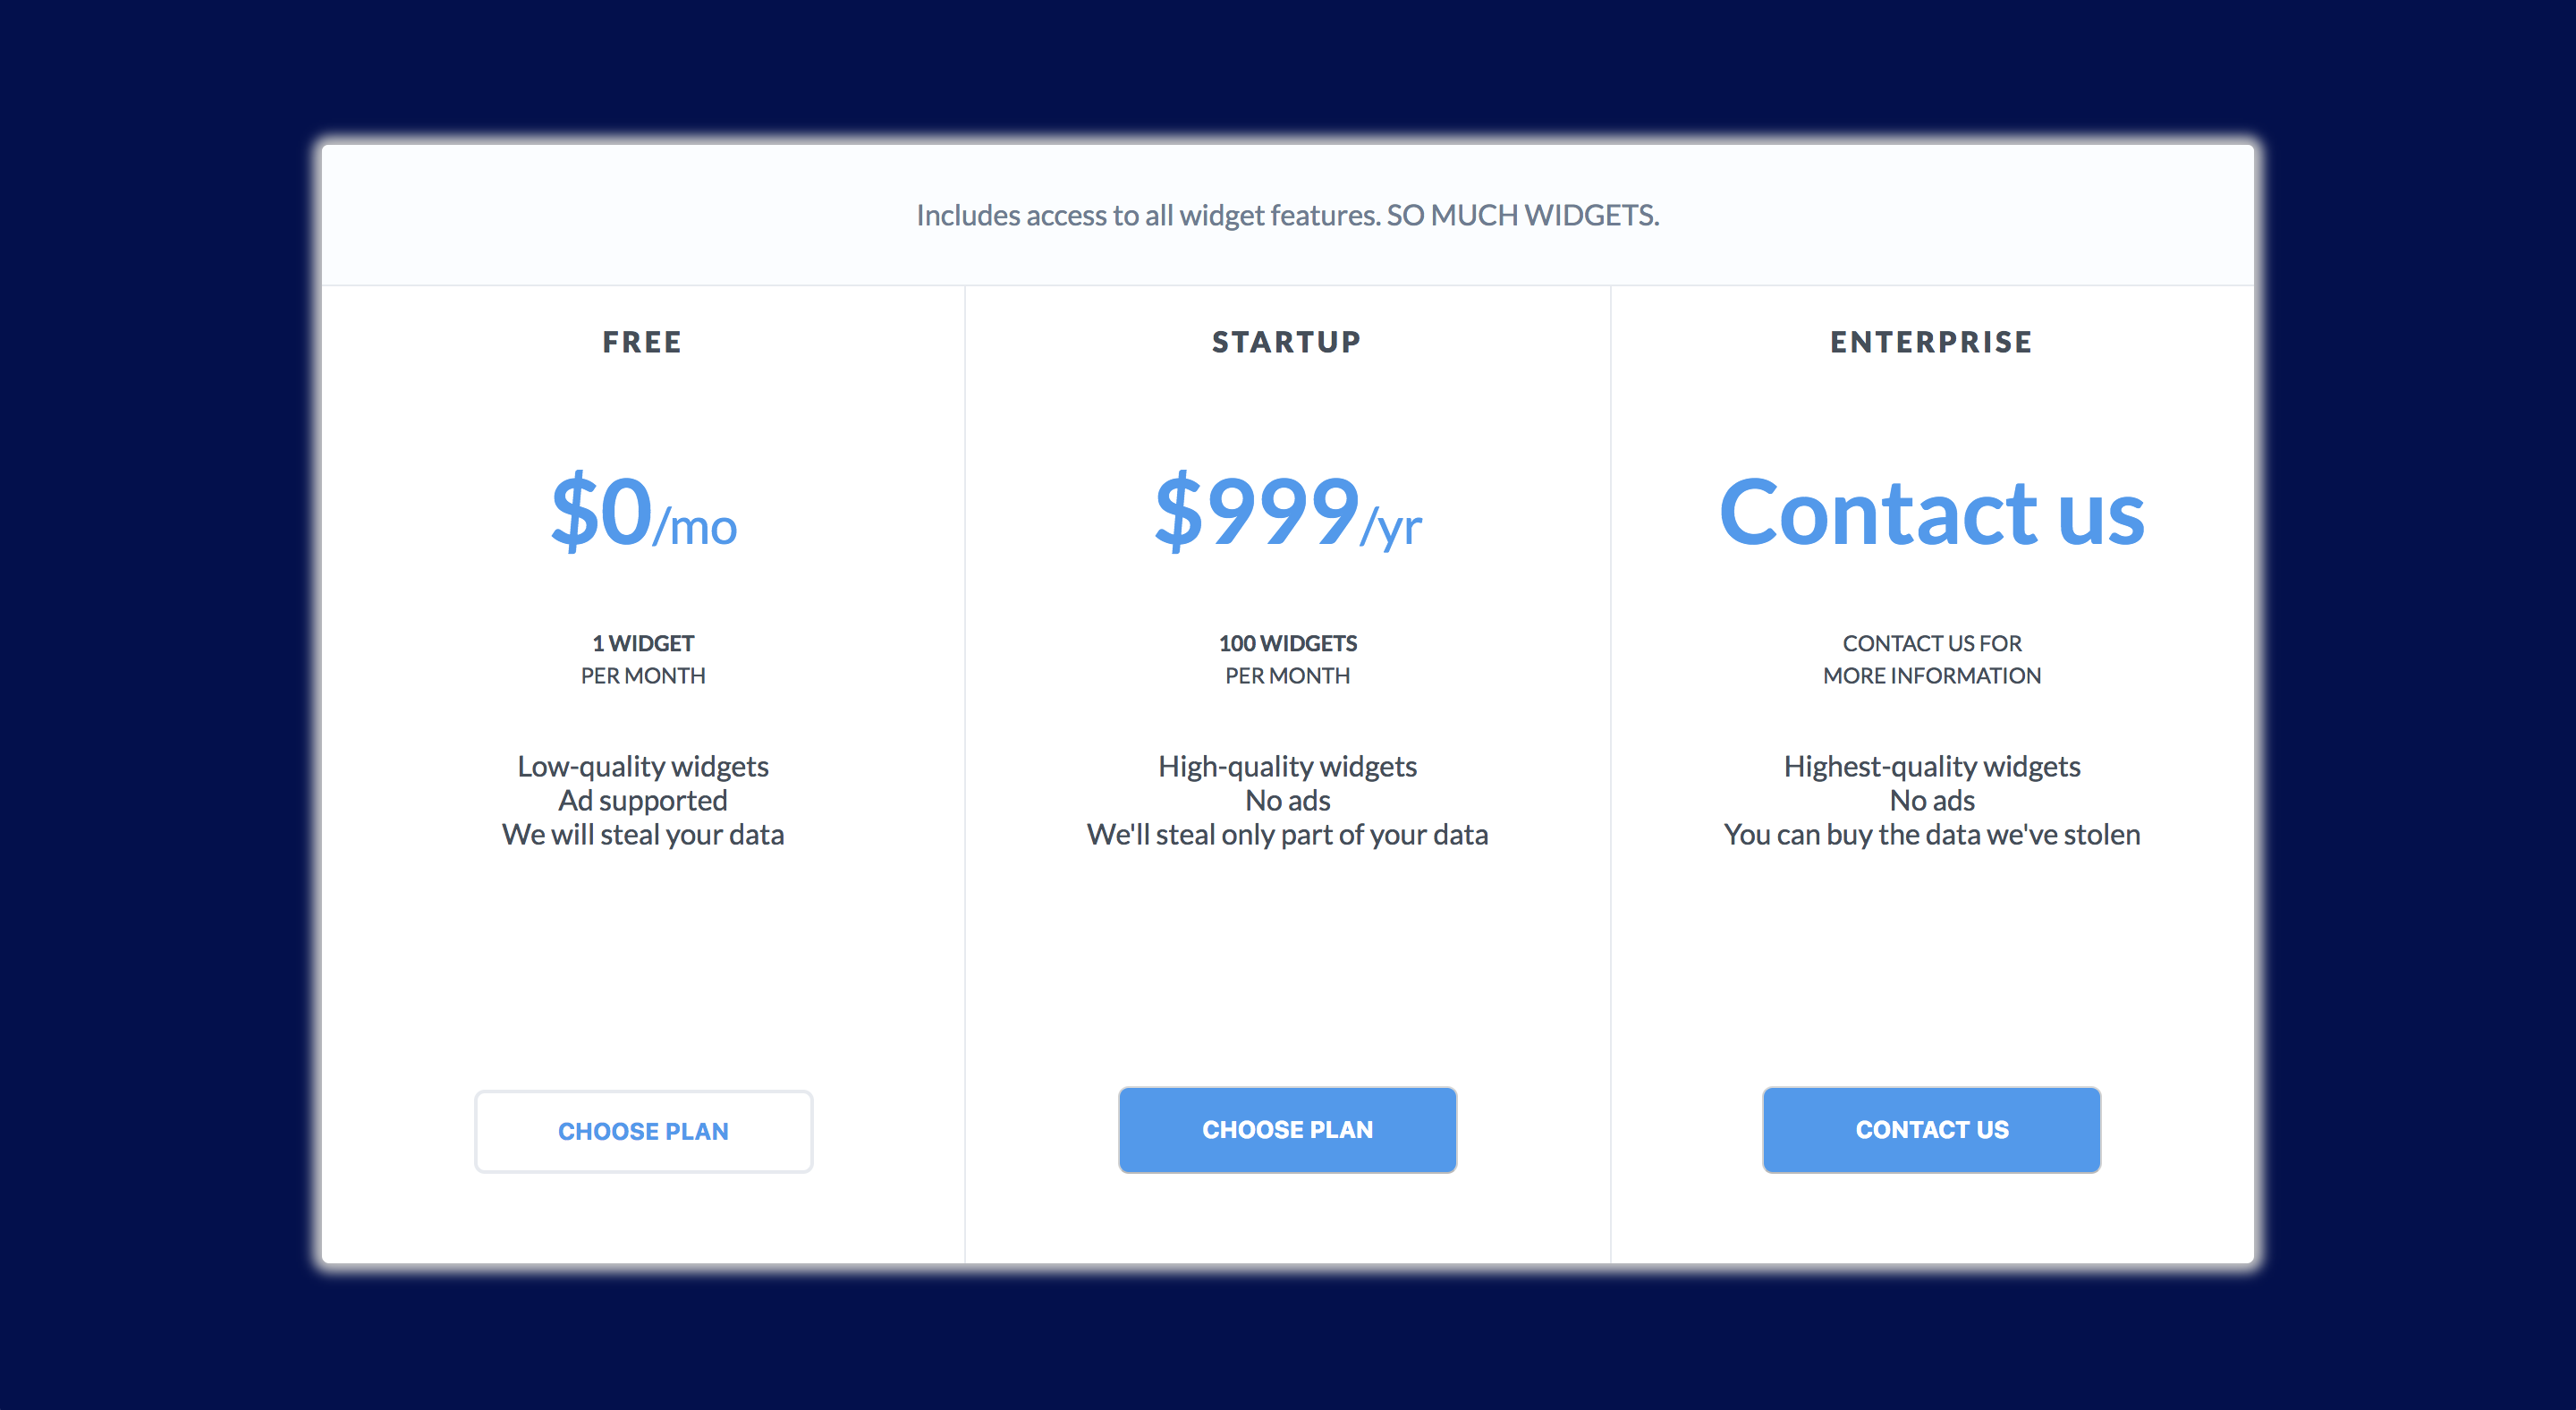 Includes access to all widget features. SO MUCH WIDGETS.
FREE
$0/mo
1 WIDGET
PER MONTH
Low-quality widgets
Ad supported
We will steal your data
CHOOSE PLAN
STARTUP
$999/yr
100 WIDGETS
PER MONTH
High-quality widgets
No ads
We'll steal only part of your data
CHOOSE PLAN
ENTERPRISE
Contact us
CONTACT US FOR
MORE INFORMATION
Highest-quality widgets
No ads
You can buy the data we've stolen
CONTACT US